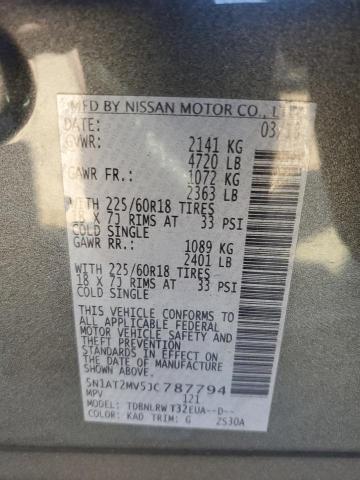 MFD BY NISSAN MOTOR CO., LTD
DATE: 03/18
GVWR: 2141 KG
4720 LB
GAWR FR.: 1072 KG
2363 LB
WITH 225/60R18 TIRES
18 X 7J RIMS AT 33 PSI
COLD SINGLE
GAWR RR.: 1089 KG
2401 LB
WITH 225/60R18 TIRES
18 X 7J RIMS AT 33 PSI
COLD SINGLE
THIS VEHICLE CONFORMS TO
ALL APPLICABLE FEDERAL
MOTOR VEHICLE SAFETY
STANDARDS IN EFFECT ON THE
DATE OF MANUFACTURE SHOWN
ABOVE.
5N1AT2MV5JC787794
MPV 121
MODEL: TDBNLRW T32EUA--D--
COLOR: KAD TRIM: G 2S30A